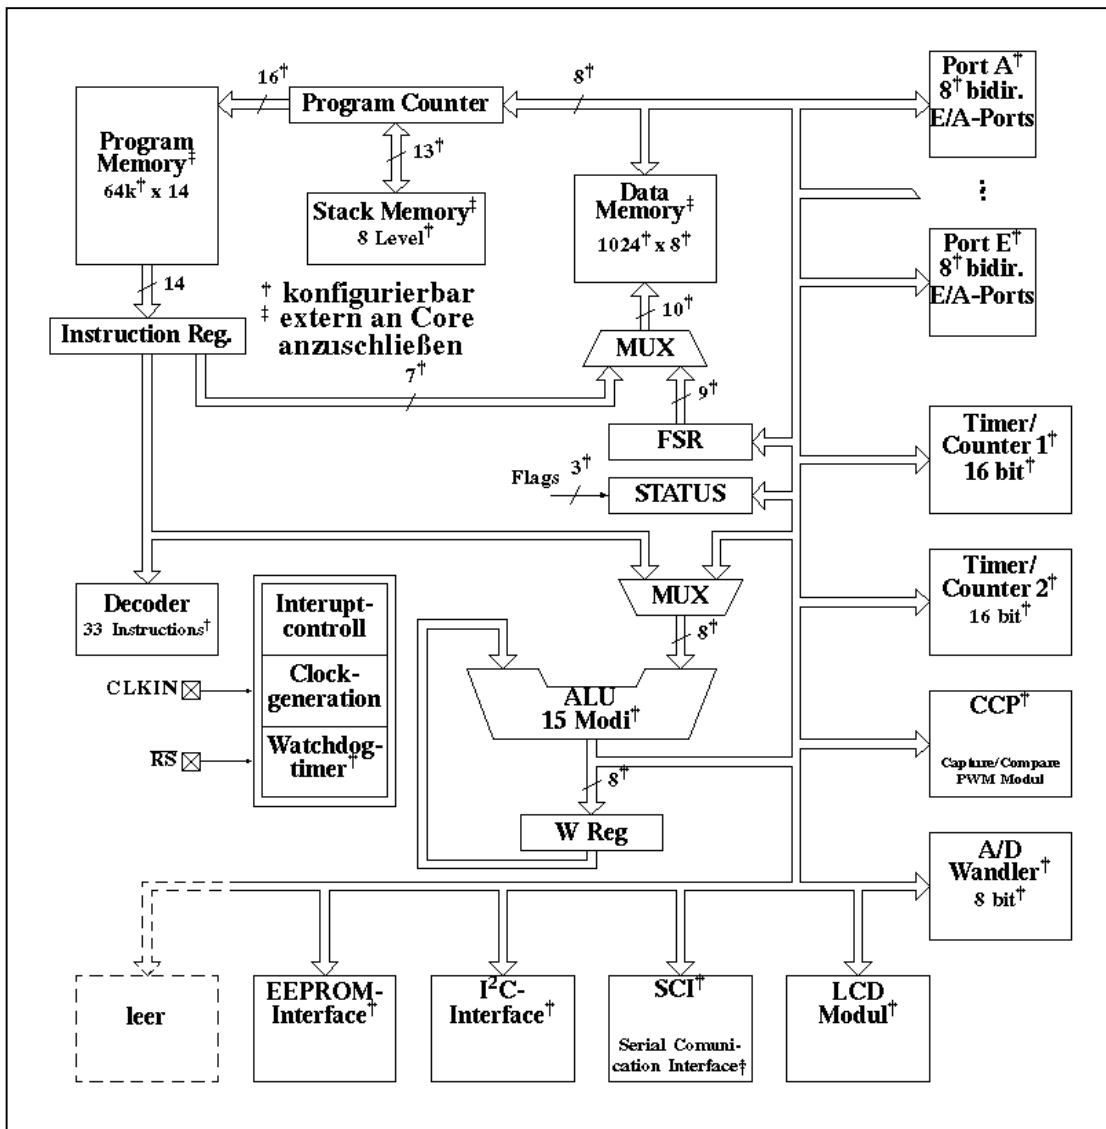 16†
8†
Program Counter
Port A†
8† bidir.
E/A-Ports
Program
Memory‡
64k† x 14
13†
Stack Memory‡
8 Level†
Data
Memory‡
1024† x 8†
⋮
Port E†
8† bidir.
E/A-Ports
14
† konfigurierbar
‡ extern an Core
anzuschließen
10†
Instruction Reg.
MUX
7†
9†
FSR
Timer/
Counter 1†
16 bit†
Flags
3†
STATUS
Decoder
33 Instructions†
Interupt-
controll
MUX
Timer/
Counter 2†
16 bit†
8†
CLKIN
Clock-
generation
ALU
15 Modi†
CCP†
Capture/Compare
PWM Modul
RS
Watchdog-
timer†
8†
W Reg
A/D
Wandler†
8 bit†
leer
EEPROM-
Interface†
I²C-
Interface†
SCI†
Serial Comuni-
cation Interface‡
LCD
Modul†